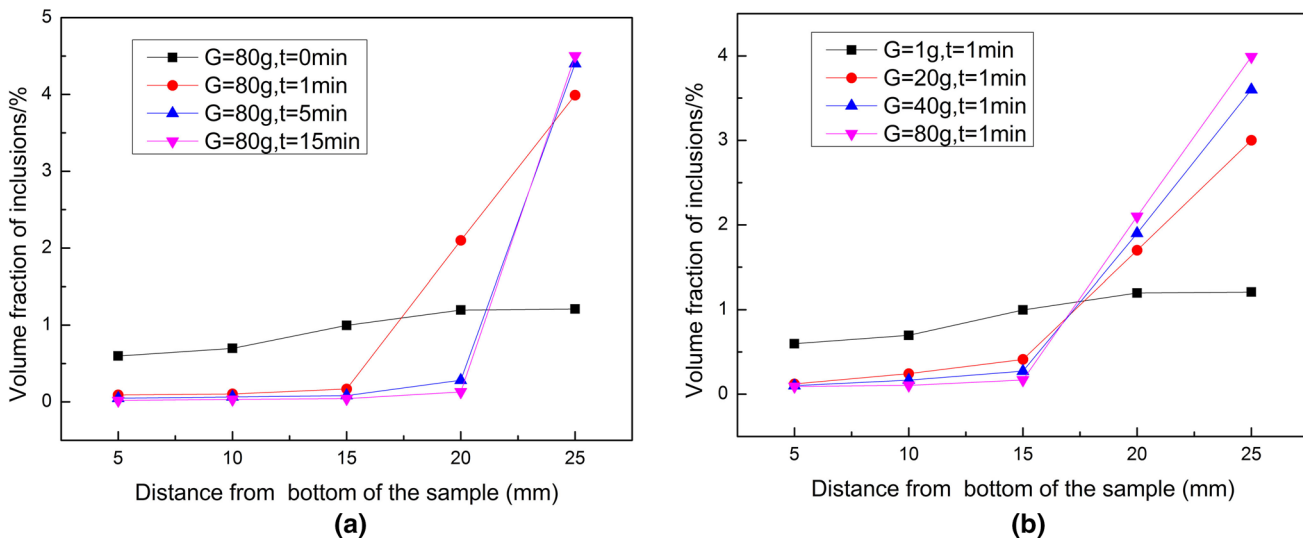 Volume fraction of inclusions/%
5
4
3
2
1
0
G=80g,t=0min
G=80g,t=1min
G=80g,t=5min
G=80g,t=15min
5 10 15 20 25
Distance from bottom of the sample (mm)
(a)
Volume fraction of inclusions/%
4
3
2
1
0
G=1g,t=1min
G=20g,t=1min
G=40g,t=1min
G=80g,t=1min
5 10 15 20 25
Distance from bottom of the sample (mm)
(b)